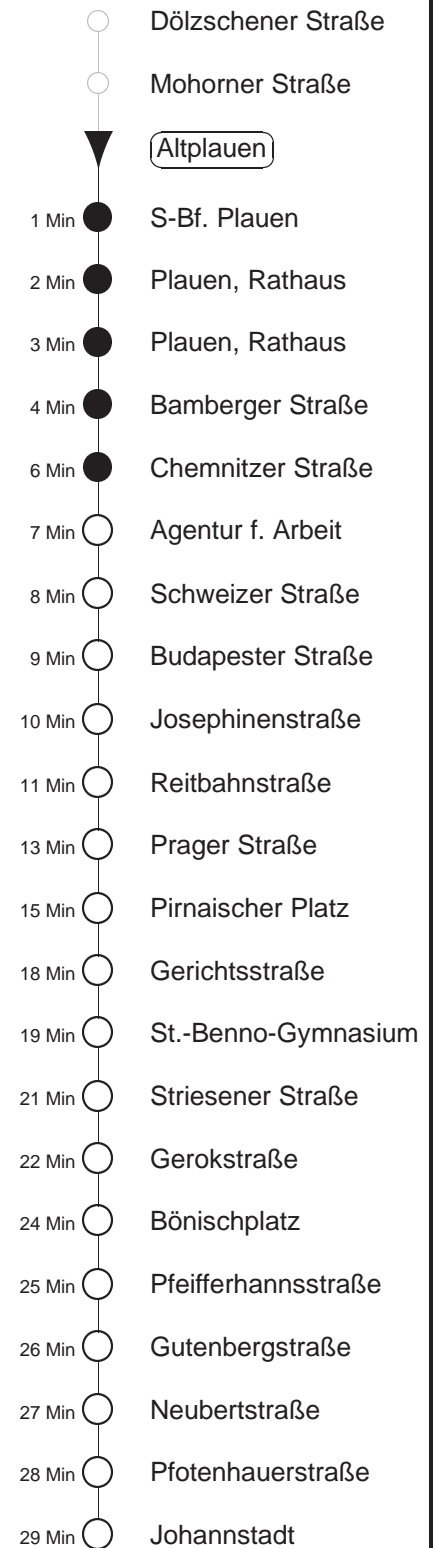 Dölzschener Straße
Mohorner Straße
Altplauen
1 Min S-Bf. Plauen
2 Min Plauen, Rathaus
3 Min Plauen, Rathaus
4 Min Bamberger Straße
6 Min Chemnitzer Straße
7 Min Agentur f. Arbeit
8 Min Schweizer Straße
9 Min Budapester Straße
10 Min Josephinenstraße
11 Min Reitbahnstraße
13 Min Prager Straße
15 Min Pirnaischer Platz
18 Min Gerichtsstraße
19 Min St.-Benno-Gymnasium
21 Min Striesener Straße
22 Min Gerokstraße
24 Min Bönischplatz
25 Min Pfeifferhannsstraße
26 Min Gutenbergstraße
27 Min Neubertstraße
28 Min Pfotenhauerstraße
29 Min Johannstadt